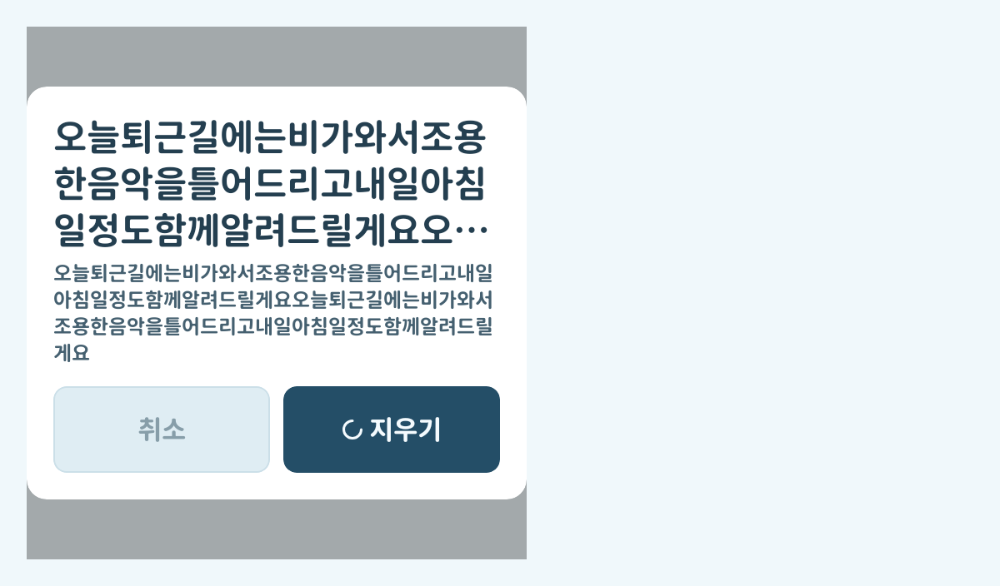 오늘퇴근길에는비가와서조용
한음악을틀어드리고내일아침
일정도함께알려드릴게요오…
오늘퇴근길에는비가와서조용한음악을틀어드리고내일
아침일정도함께알려드릴게요오늘퇴근길에는비가와서
조용한음악을틀어드리고내일아침일정도함께알려드릴
게요
취소
지우기